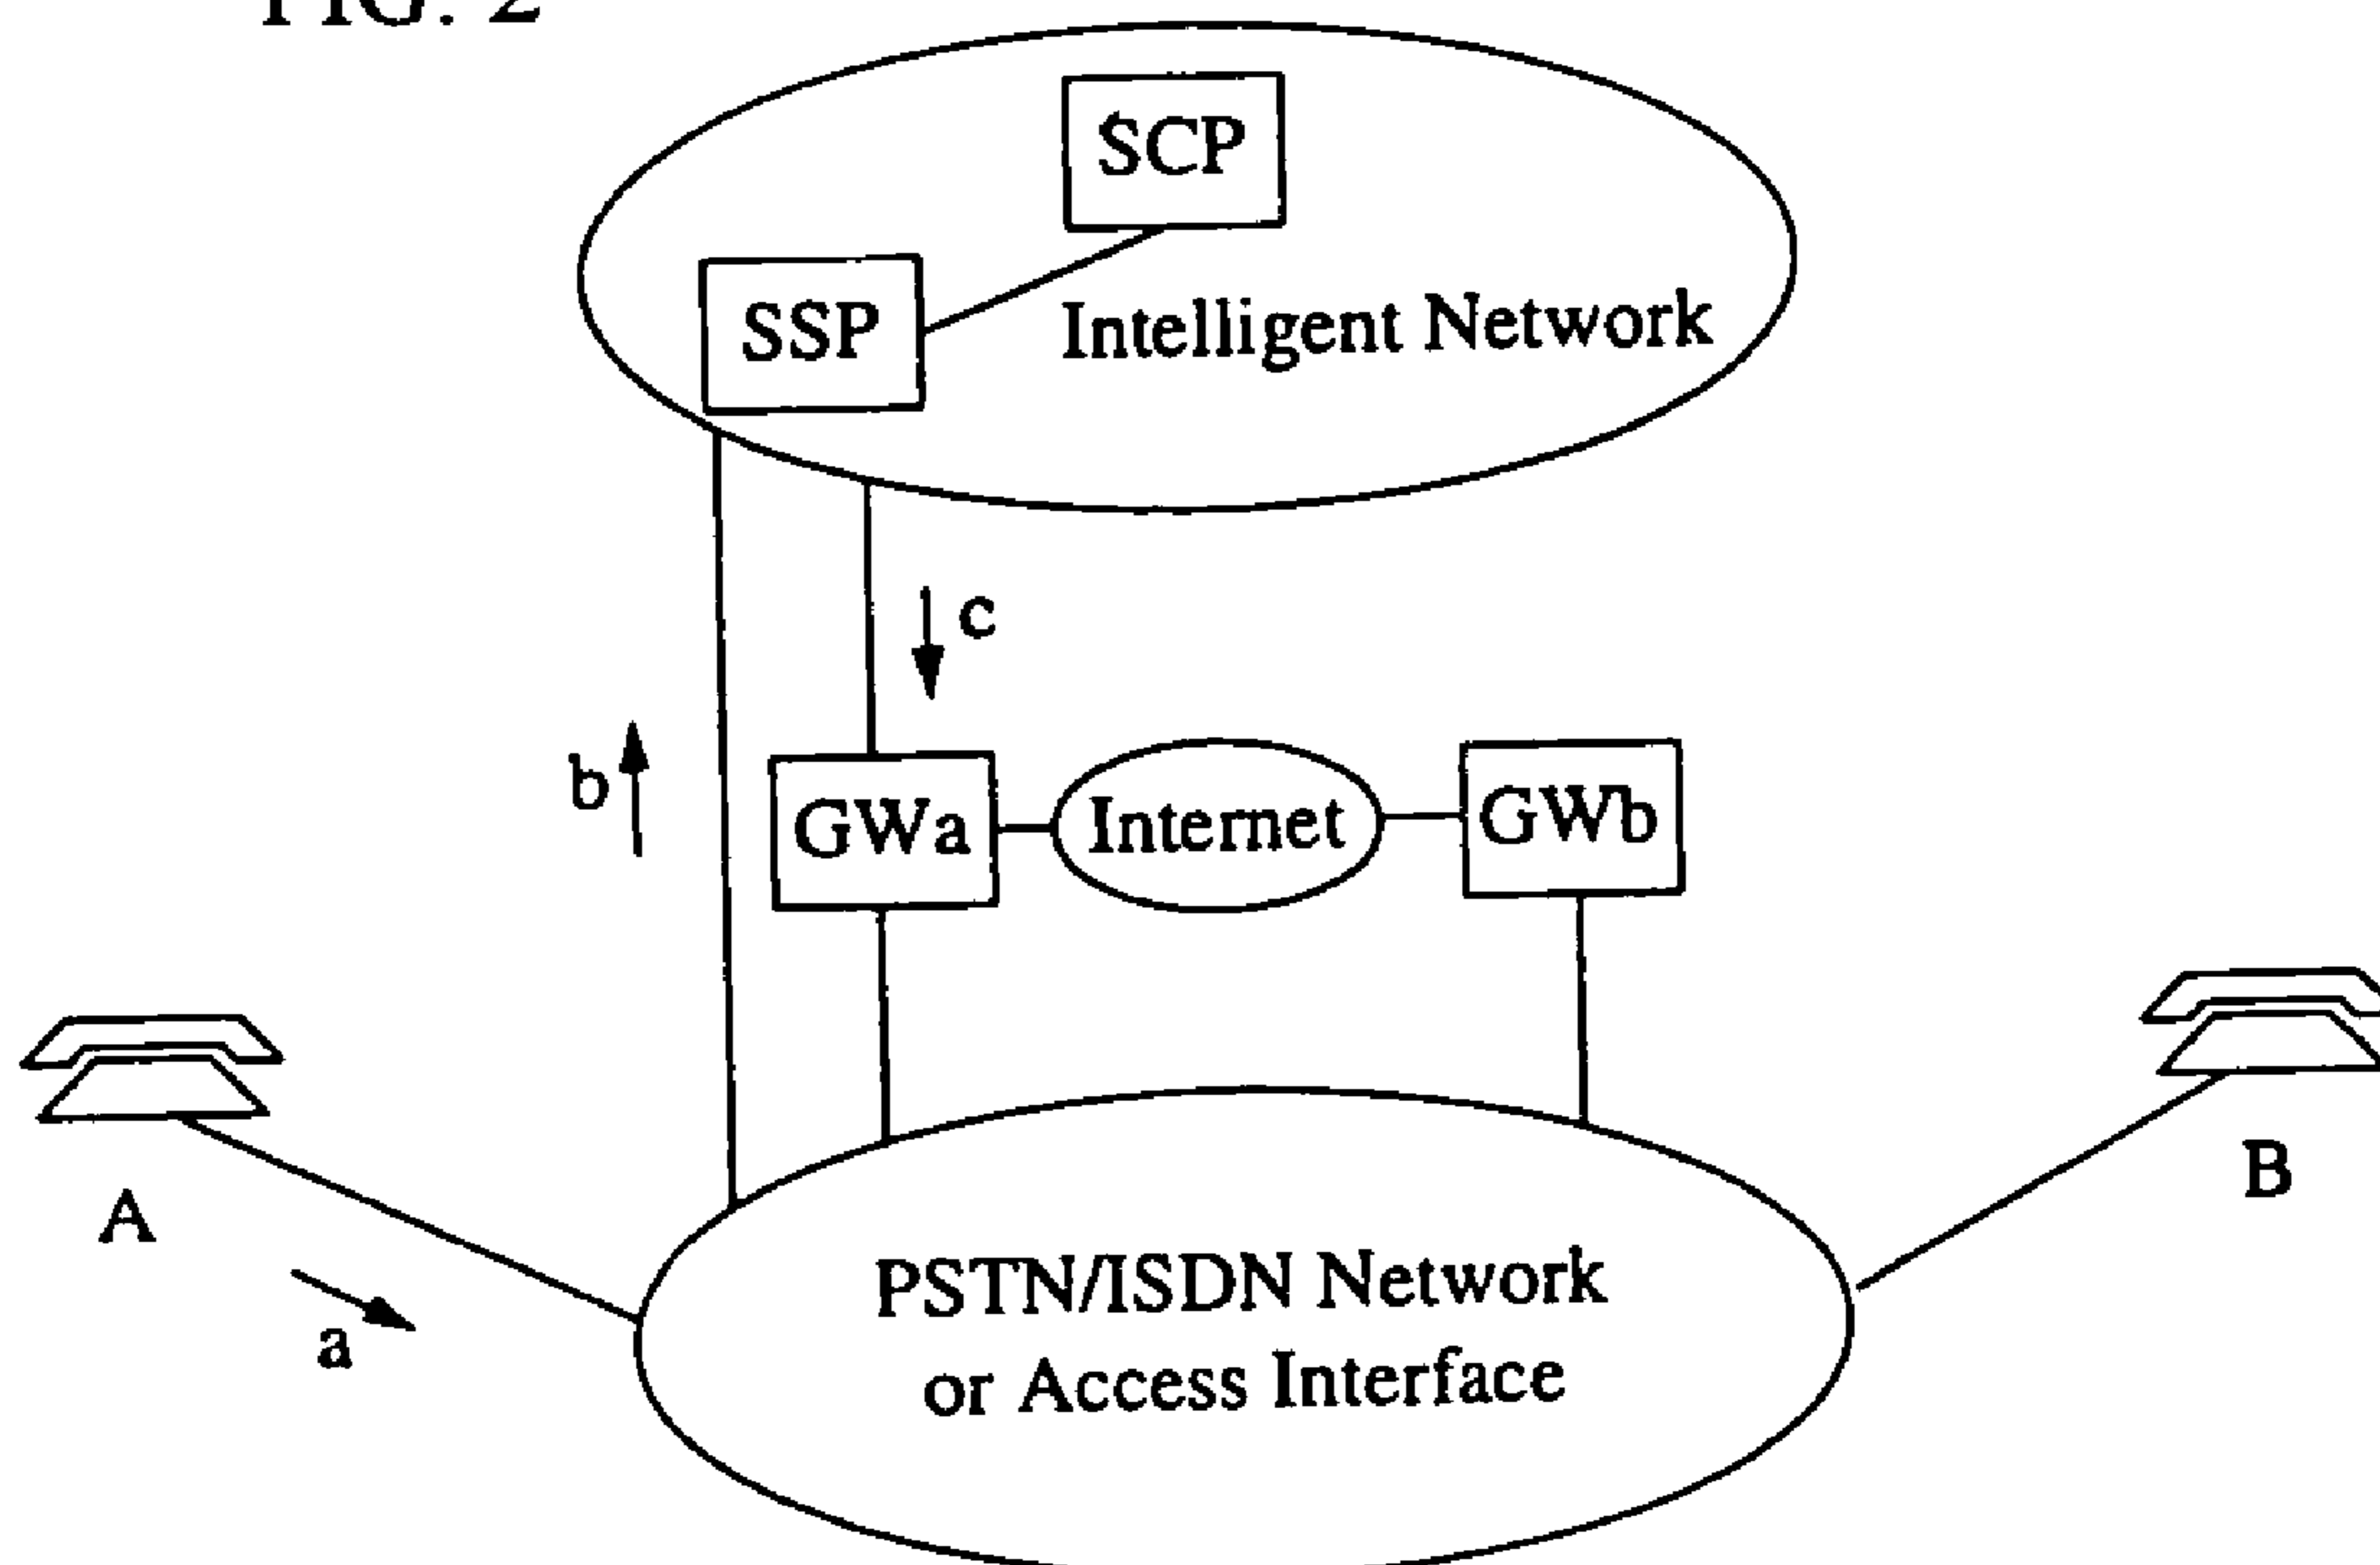 FIG. 2
SCP
SSP
Intelligent Network
c
b
GWa
Internet
GWb
A
B
a
PSTN/ISDN Network
or Access Interface